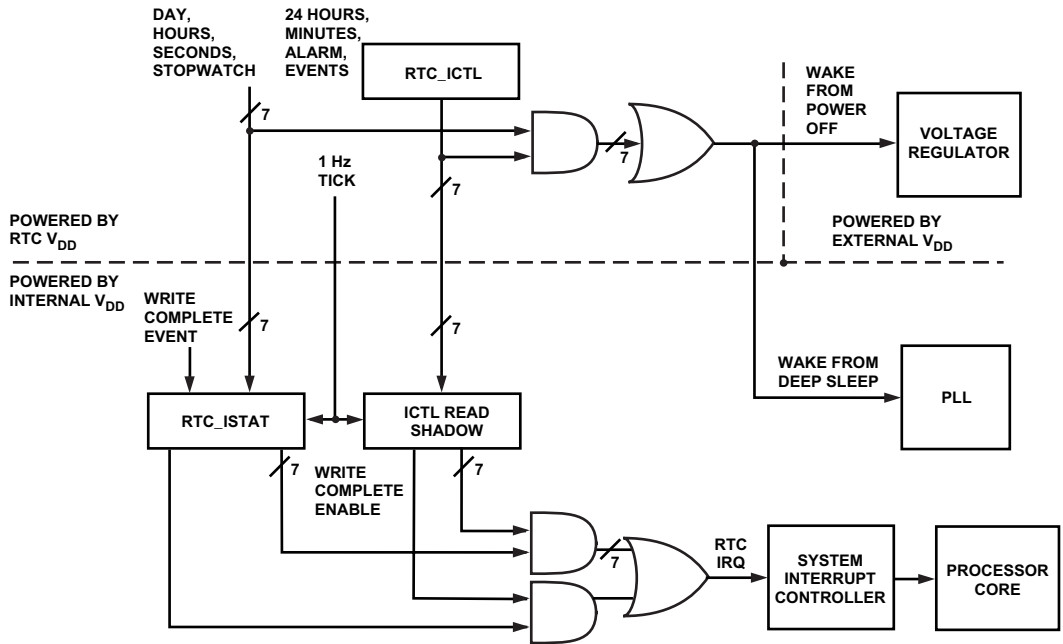 DAY,
HOURS,
SECONDS,
STOPWATCH
24 HOURS,
MINUTES,
ALARM,
EVENTS
RTC_ICTL
WAKE
FROM
POWER
OFF
VOLTAGE
REGULATOR
7
7
1 Hz
TICK
7
POWERED BY
RTC VDD
POWERED BY
EXTERNAL VDD
POWERED BY
INTERNAL VDD
WRITE
COMPLETE
EVENT
7
7
WAKE FROM
DEEP SLEEP
PLL
RTC_ISTAT
ICTL READ
SHADOW
7
WRITE
COMPLETE
ENABLE
7
7
RTC
IRQ
SYSTEM
INTERRUPT
CONTROLLER
PROCESSOR
CORE